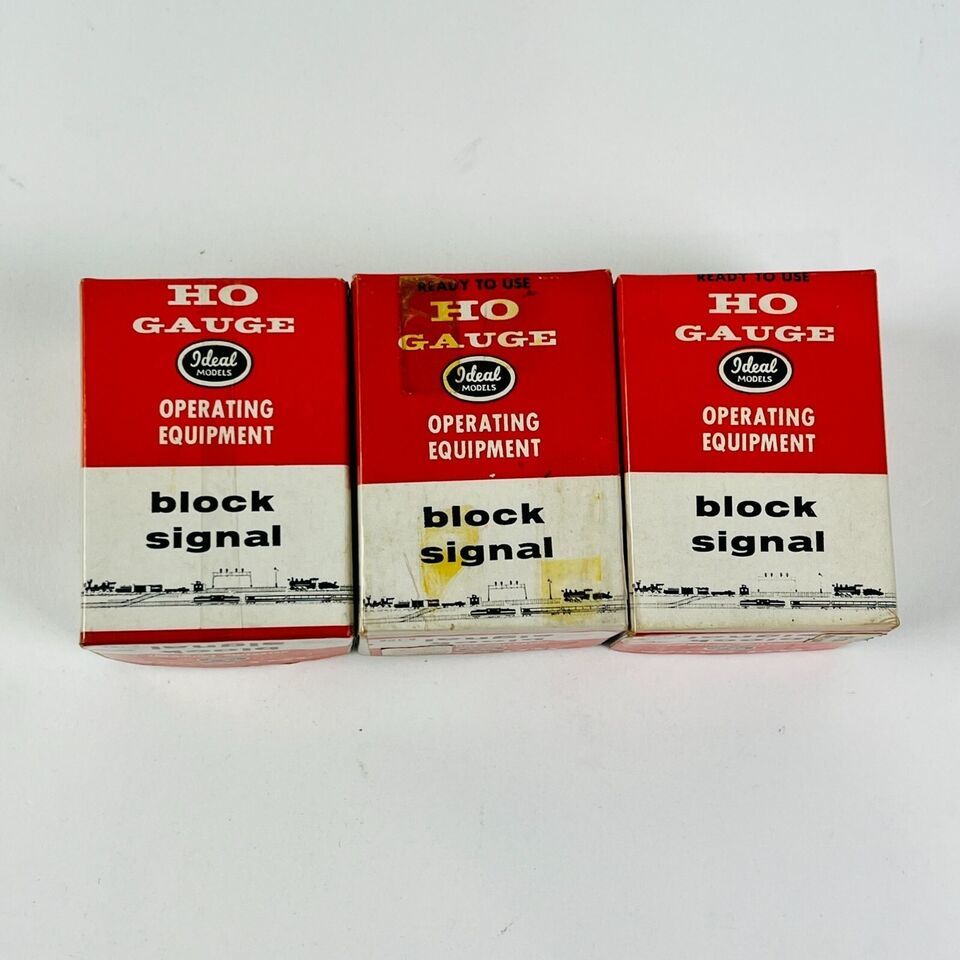 HO
GAUGE
Ideal
MODELS
OPERATING
EQUIPMENT
block
signal
READY TO USE
HO
GAUGE
Ideal
MODELS
OPERATING
EQUIPMENT
block
signal
READY TO USE
HO
GAUGE
Ideal
MODELS
OPERATING
EQUIPMENT
block
signal